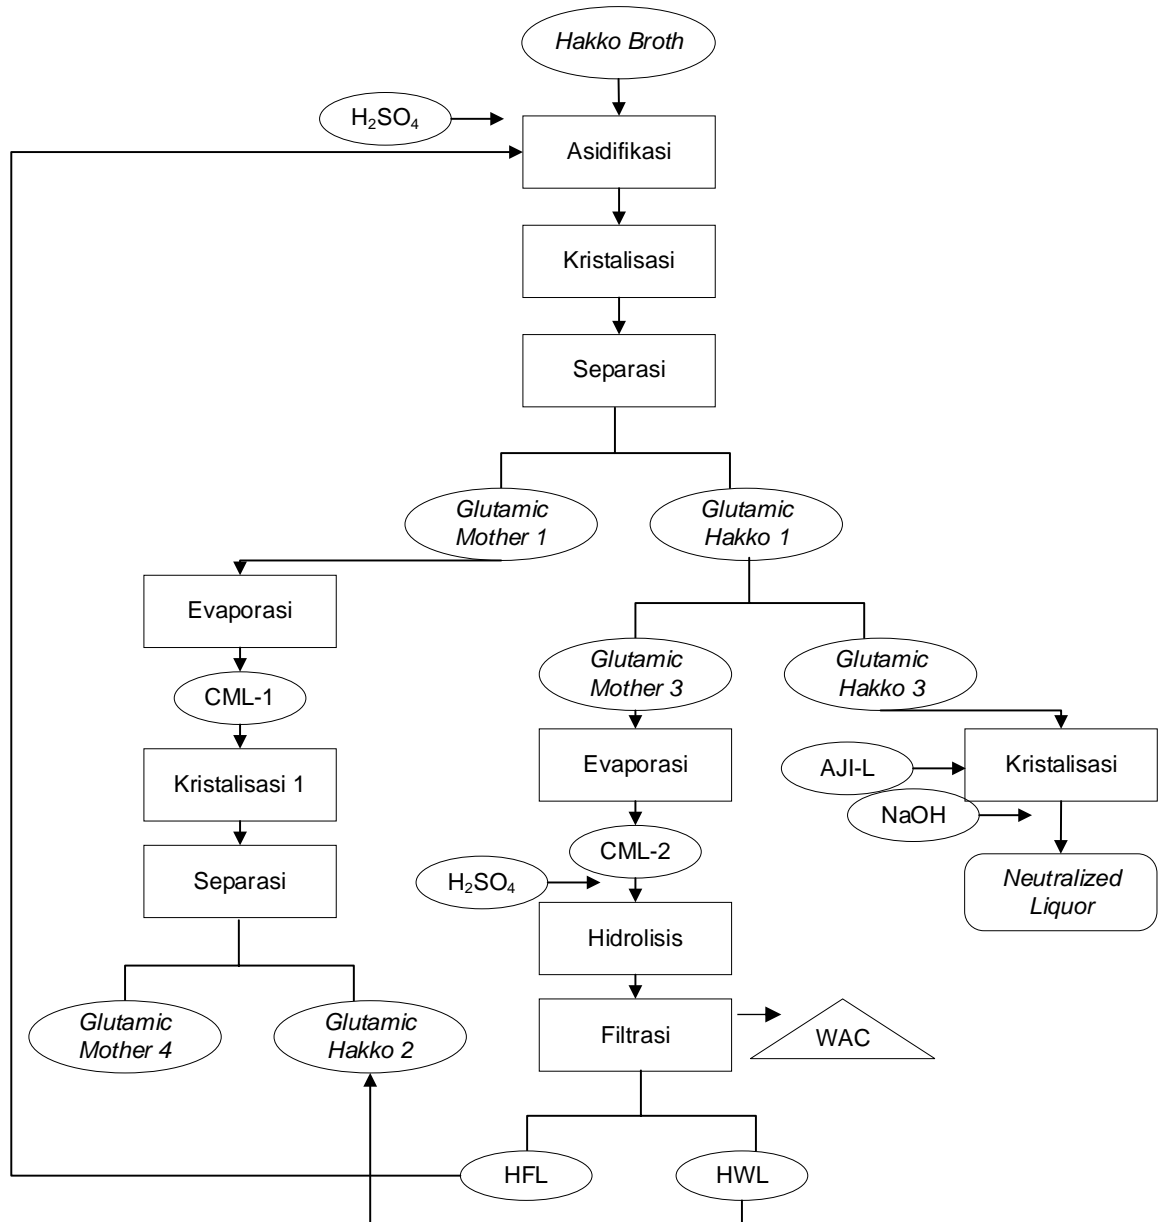 Hakko Broth
H₂SO₄
Asidifikasi
Kristalisasi
Separasi
Glutamic
Mother 1
Glutamic
Hakko 1
Evaporasi
Glutamic
Mother 3
Glutamic
Hakko 3
CML-1
Evaporasi
AJI-L
Kristalisasi
Kristalisasi 1
NaOH
CML-2
Separasi
H₂SO₄
Neutralized
Liquor
Hidrolisis
Glutamic
Mother 4
Glutamic
Hakko 2
Filtrasi
WAC
HFL
HWL